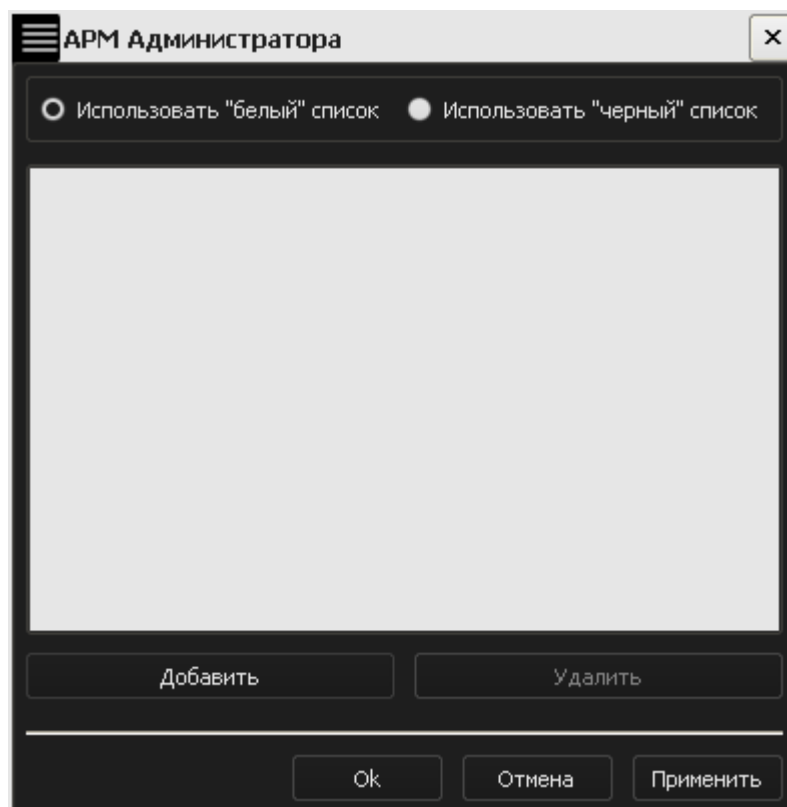 АРМ Администратора
Использовать "белый" список Использовать "черный" список
Добавить Удалить
Ok Отмена Применить